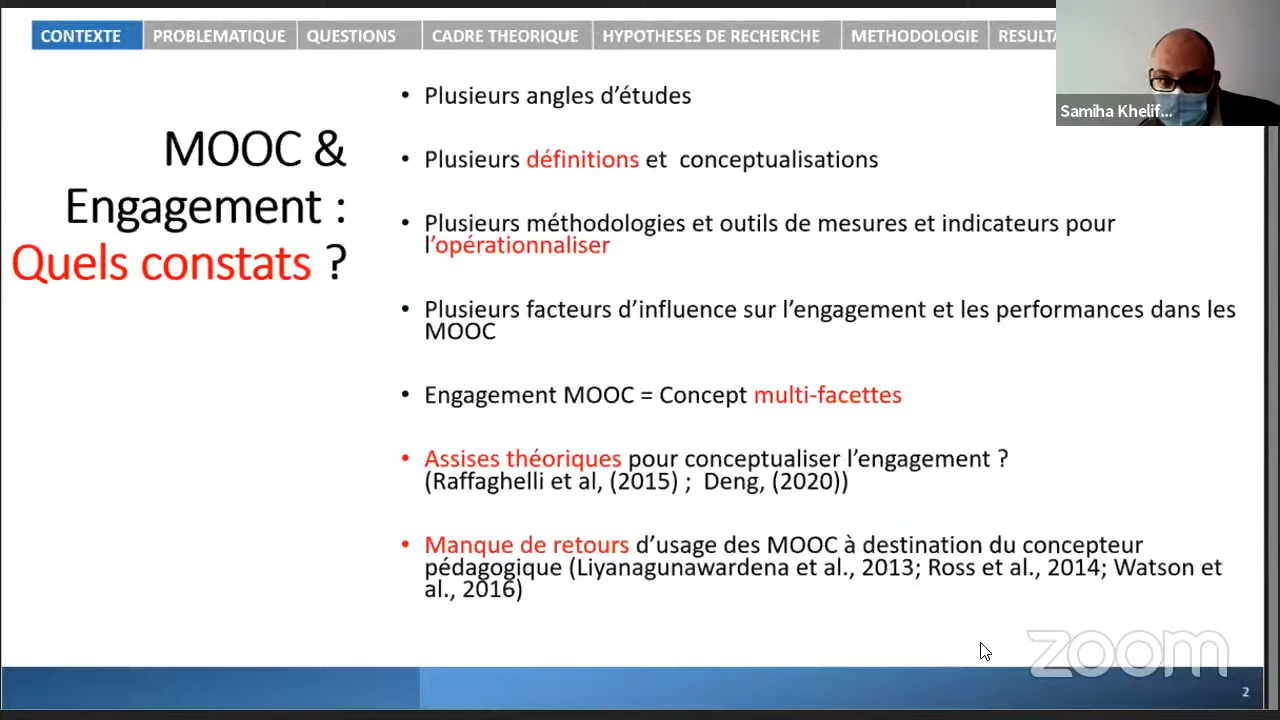 CONTEXTE PROBLEMATIQUE QUESTIONS CADRE THEORIQUE HYPOTHESES DE RECHERCHE METHODOLOGIE RESULTA
Samiha Khelif...
MOOC &
Engagement :
Quels constats ?
• Plusieurs angles d’études
• Plusieurs définitions et conceptualisations
• Plusieurs méthodologies et outils de mesures et indicateurs pour
l’opérationnaliser
• Plusieurs facteurs d’influence sur l’engagement et les performances dans les
MOOC
• Engagement MOOC = Concept multi-facettes
• Assises théoriques pour conceptualiser l’engagement ?
(Raffaghelli et al, (2015) ; Deng, (2020))
• Manque de retours d’usage des MOOC à destination du concepteur
pédagogique (Liyanagunawardena et al., 2013; Ross et al., 2014; Watson et
al., 2016)
zoom
2